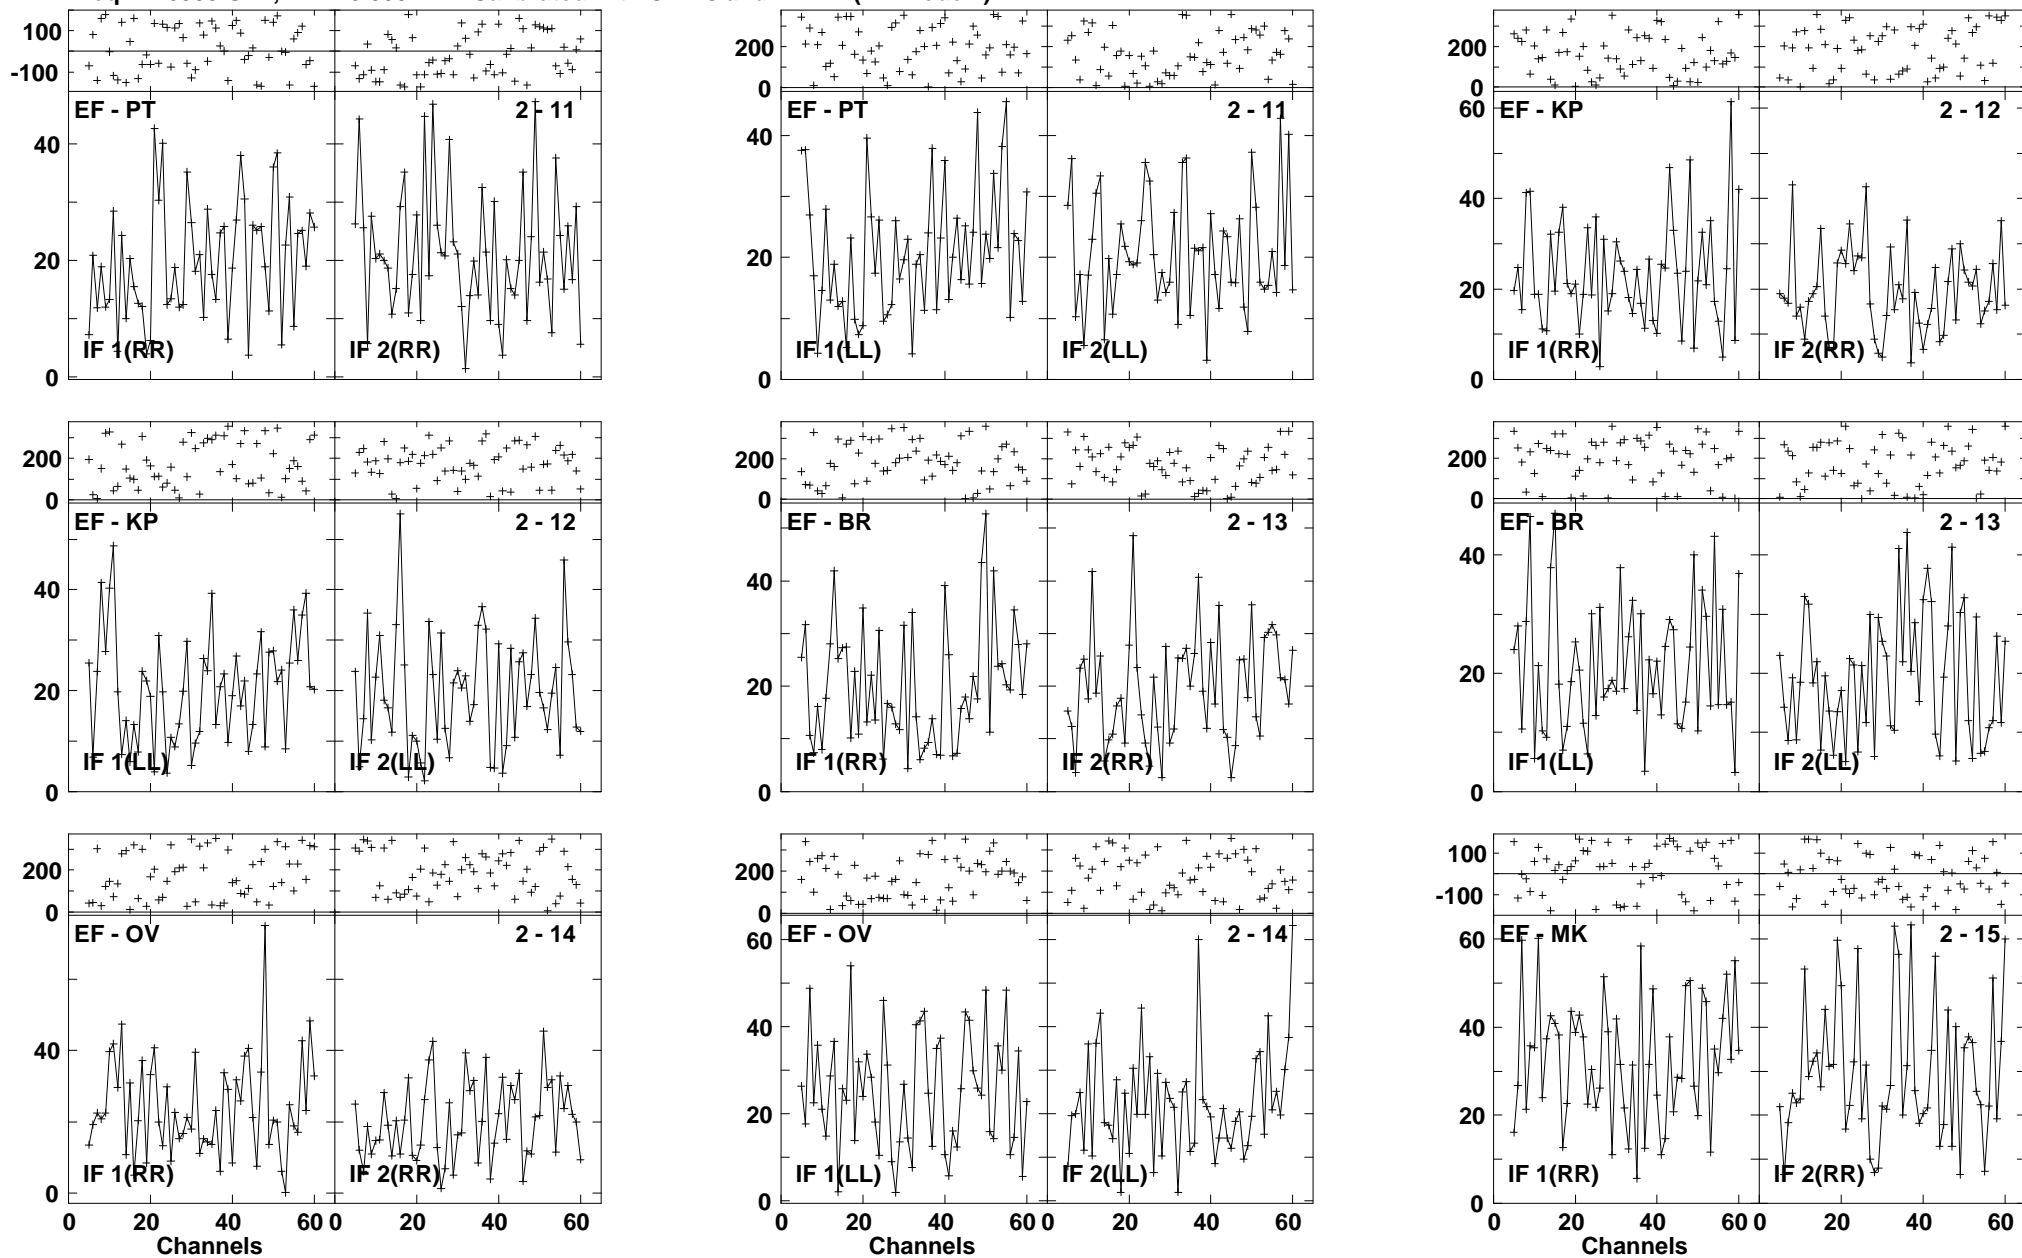 100
-100
EF - PT
2 - 11
40
20
0
IF 1(RR)
IF 2(RR)
200
0
EF - PT
2 - 11
40
20
0
IF 1(LL)
IF 2(LL)
200
0
EF - KP
2 - 12
60
40
20
0
IF 1(RR)
IF 2(RR)
200
0
EF - KP
2 - 12
40
20
0
IF 1(LL)
IF 2(LL)
200
0
EF - BR
2 - 13
40
20
0
IF 1(RR)
IF 2(RR)
200
0
EF - BR
2 - 13
40
20
0
IF 1(LL)
IF 2(LL)
200
0
EF - OV
2 - 14
40
0
IF 1(RR)
IF 2(RR)
0 20 40 60 0 20 40 60
Channels
200
0
EF - OV
2 - 14
60
40
20
0
IF 1(LL)
IF 2(LL)
0 20 40 60 0 20 40 60
Channels
100
-100
EF - MK
2 - 15
60
40
20
0
IF 1(RR)
IF 2(RR)
0 20 40 60 0 20 40 60
Channels